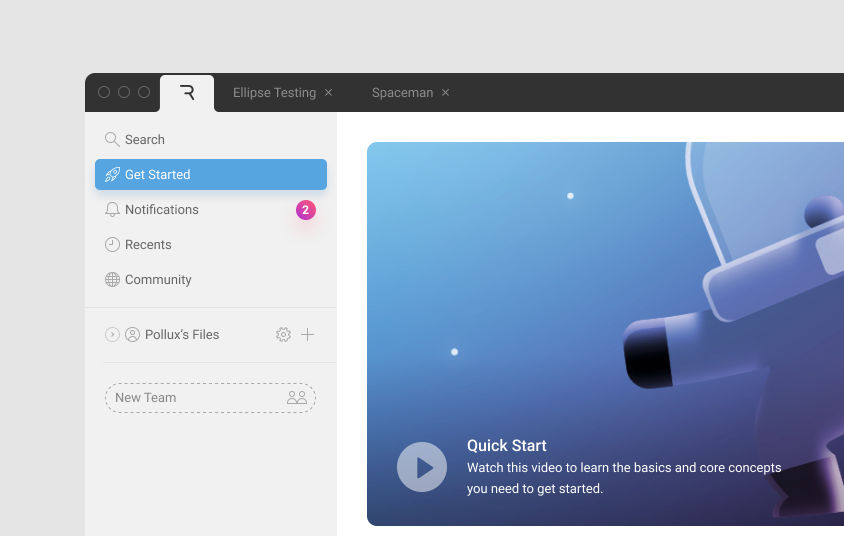 Ellipse Testing
Spaceman
Search
Get Started
Notifications
2
Recents
Community
Pollux's Files
New Team
Quick Start
Watch this video to learn the basics and core concepts
you need to get started.